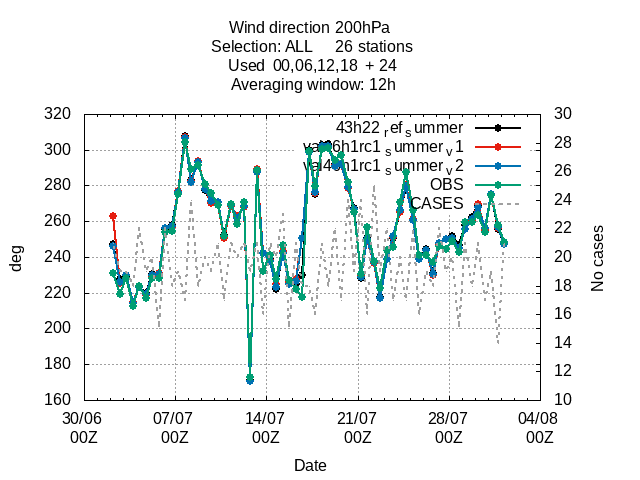 Wind direction 200hPa
Selection: ALL 26 stations
Used 00,06,12,18 + 24
Averaging window: 12h
43h22 refsummer
summerv1
summerv2
OBS
CASES
320
300
280
260
240
220
200
180
160
30
28
26
24
22
20
18
16
14
12
10
deg
No cases
30/06 07/07 14/07 21/07 28/07 04/08
00Z 00Z 00Z 00Z 00Z 00Z
Date